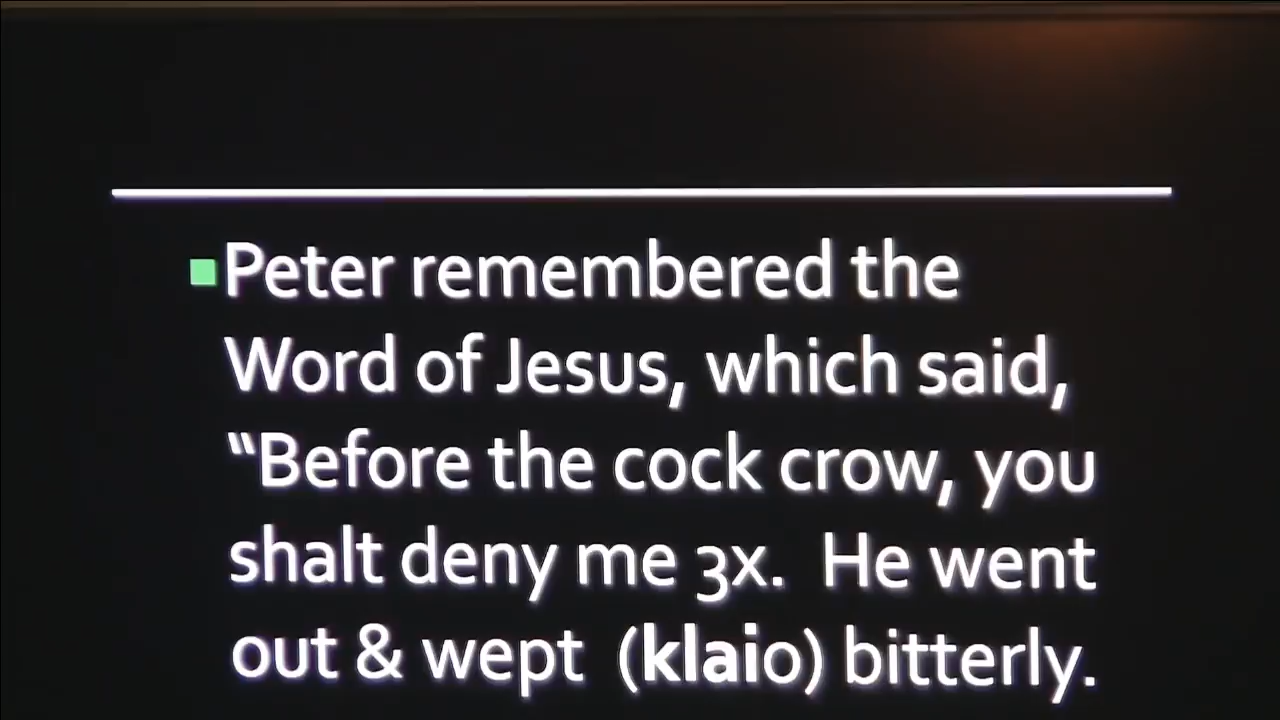 Peter remembered the
Word of Jesus, which said,
“Before the cock crow, you
shalt deny me 3x.  He went
out & wept  (klaio) bitterly.